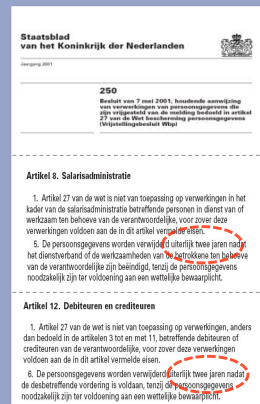 Staatsblad
van het Koninkrijk der Nederlanden
Jaargang 2001
250
Besluit van 7 mei 2001, houdende aanwijzing
van verwerkingen van persoonsgegevens die
zijn vrijgesteld van de melding bedoeld in artikel
27 van de Wet bescherming persoonsgegevens
(Vrijstellingsbesluit Wbp)
Artikel 8. Salarisadministratie
1. Artikel 27 van de wet is niet van toepassing op verwerkingen in het
kader van de salarisadministratie betreffende personen in dienst van of
werkzaam ten behoeve van de verantwoordelijke, voor zover deze
verwerkingen voldoen aan de in dit artikel vermelde eisen.
5. De persoonsgegevens worden verwijderd uiterlijk twee jaren nadat
het dienstverband of de werkzaamheden van de betrokkene ten behoeve
van de verantwoordelijke zijn beëindigd, tenzij de persoonsgegevens
noodzakelijk zijn ter voldoening aan een wettelijke bewaarplicht.
Artikel 12. Debiteuren en crediteuren
1. Artikel 27 van de wet is niet van toepassing op verwerkingen, anders
dan bedoeld in de artikelen 3 tot en met 11, betreffende debiteuren of
crediteuren van de verantwoordelijke, voor zover deze verwerkingen
voldoen aan de in dit artikel vermelde eisen.
6. De persoonsgegevens worden verwijderd uiterlijk twee jaren nadat
de desbetreffende vordering is voldaan, tenzij de persoonsgegevens
noodzakelijk zijn ter voldoening aan een wettelijke bewaarplicht.